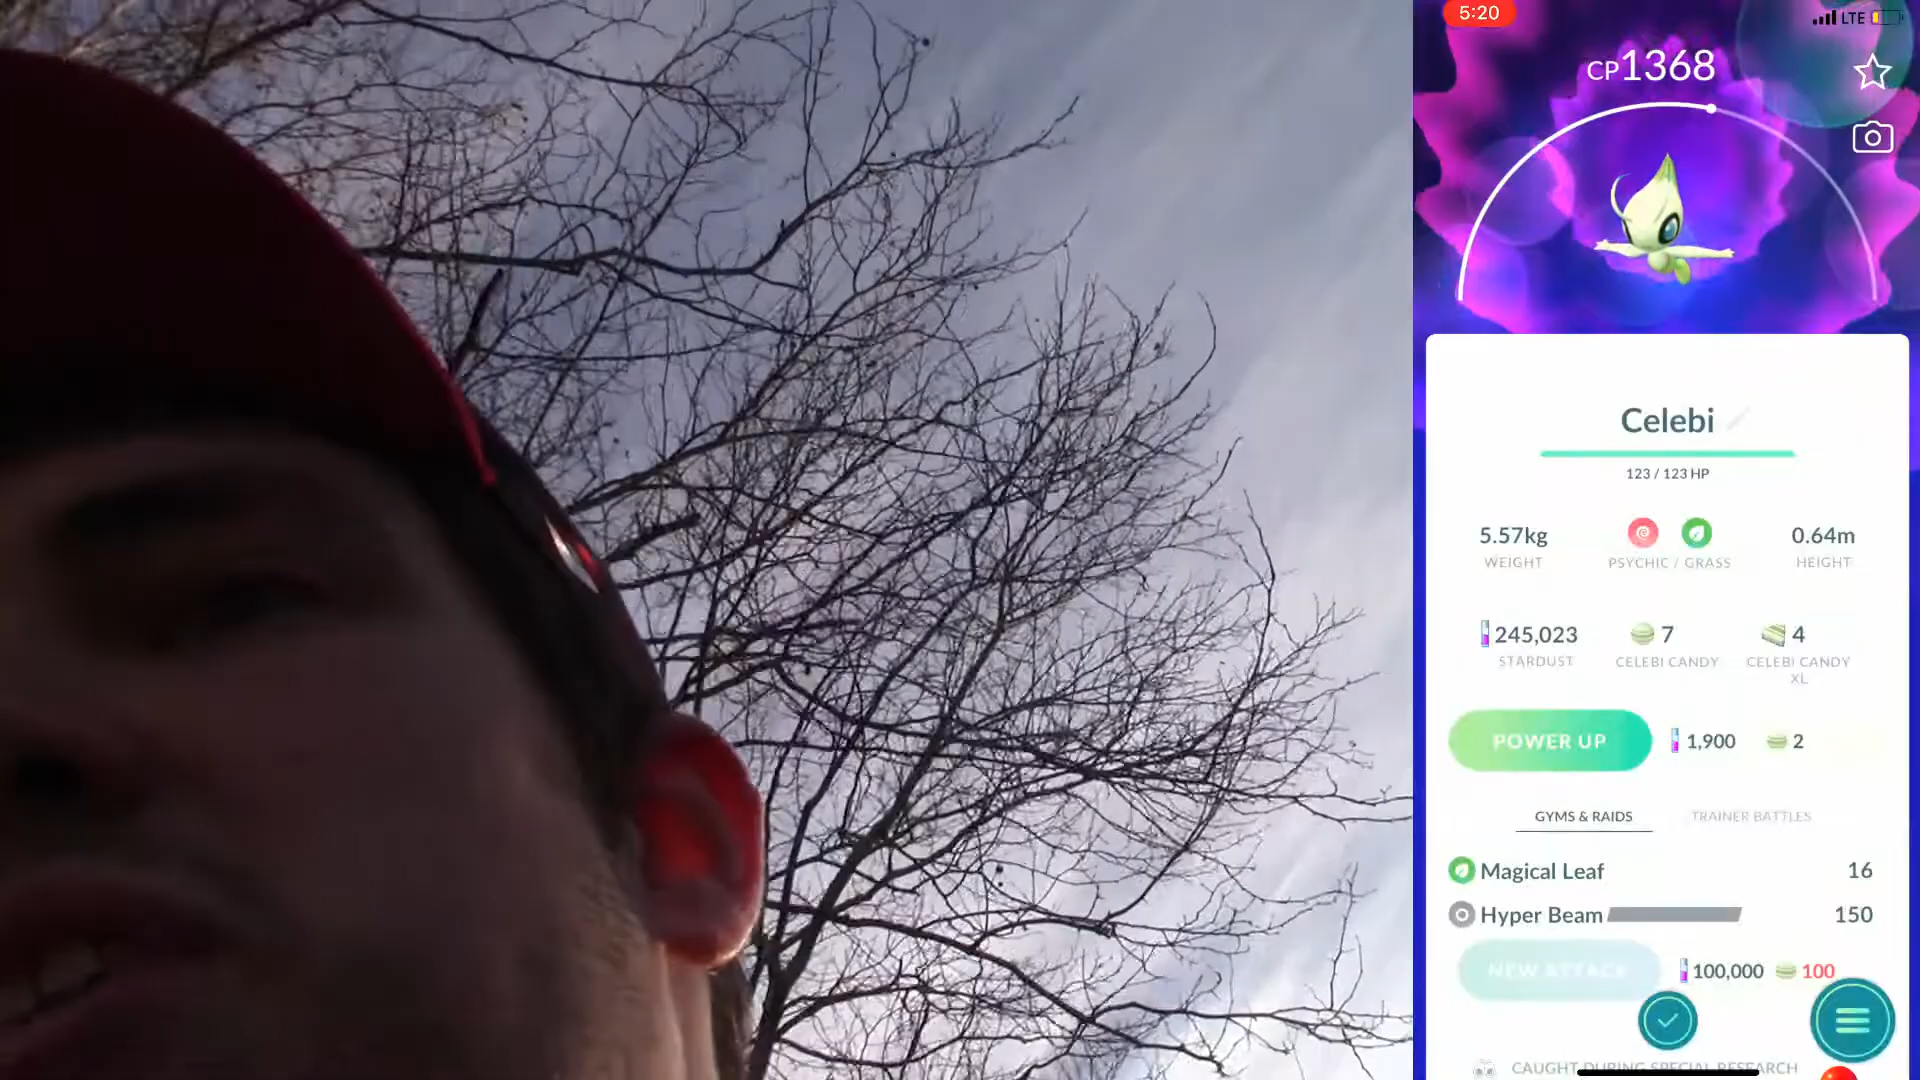 5:20
LTE
CP1368
Celebi
123 / 123 HP
5.57kg
WEIGHT
PSYCHIC / GRASS
0.64m
HEIGHT
245,023
STARDUST
7
CELEBI CANDY
4
CELEBI CANDY
XL
POWER UP
1,900
2
GYMS & RAIDS
TRAINER BATTLES
Magical Leaf
16
Hyper Beam
150
NEW ATTACK
100,000
100
CAUGHT DURING SPECIAL RESEARCH